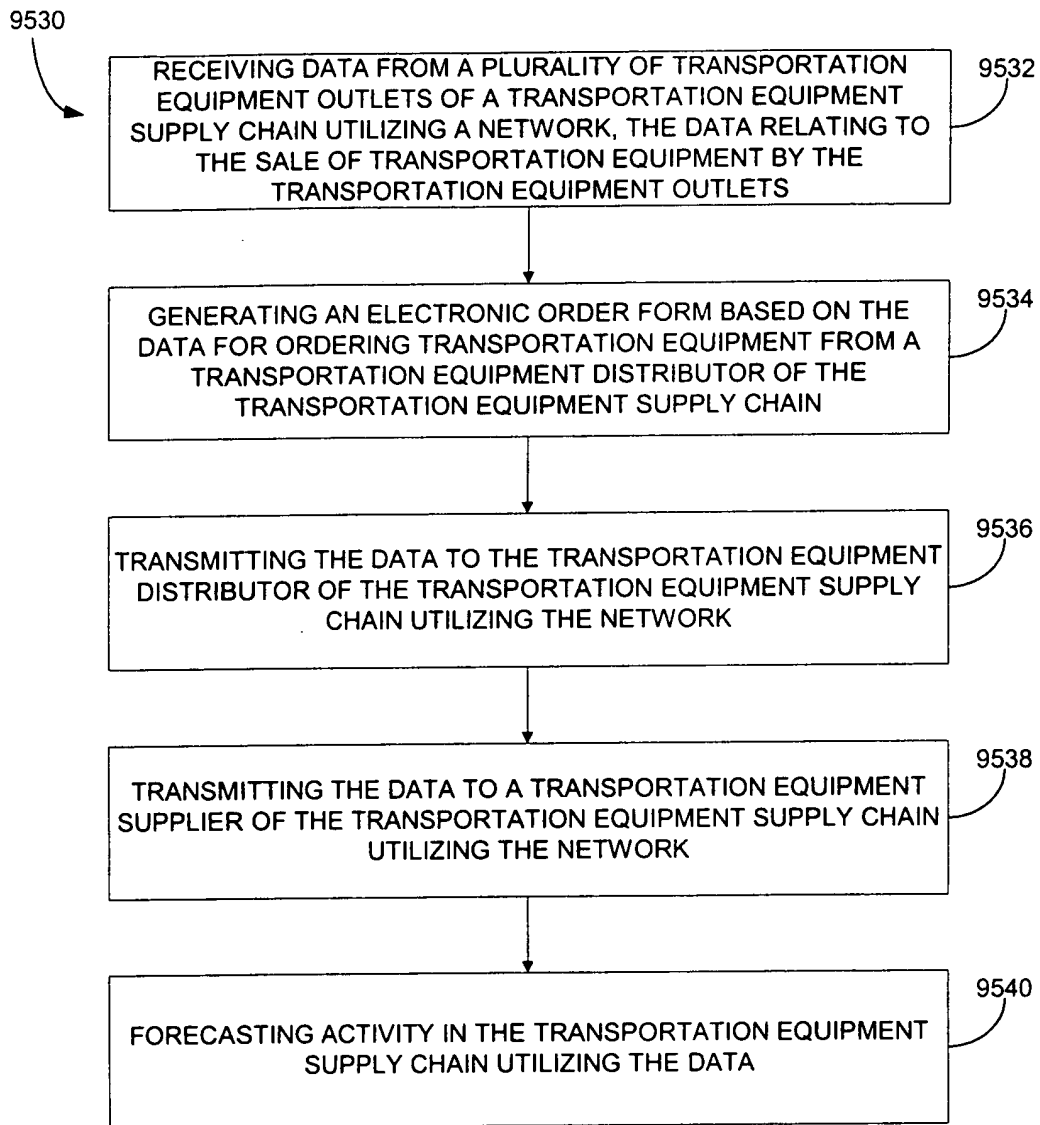 9530
RECEIVING DATA FROM A PLURALITY OF TRANSPORTATION
EQUIPMENT OUTLETS OF A TRANSPORTATION EQUIPMENT
SUPPLY CHAIN UTILIZING A NETWORK, THE DATA RELATING TO
THE SALE OF TRANSPORTATION EQUIPMENT BY THE
TRANSPORTATION EQUIPMENT OUTLETS
9532
GENERATING AN ELECTRONIC ORDER FORM BASED ON THE
DATA FOR ORDERING TRANSPORTATION EQUIPMENT FROM A
TRANSPORTATION EQUIPMENT DISTRIBUTOR OF THE
TRANSPORTATION EQUIPMENT SUPPLY CHAIN
9534
TRANSMITTING THE DATA TO THE TRANSPORTATION EQUIPMENT
DISTRIBUTOR OF THE TRANSPORTATION EQUIPMENT SUPPLY
CHAIN UTILIZING THE NETWORK
9536
TRANSMITTING THE DATA TO A TRANSPORTATION EQUIPMENT
SUPPLIER OF THE TRANSPORTATION EQUIPMENT SUPPLY CHAIN
UTILIZING THE NETWORK
9538
FORECASTING ACTIVITY IN THE TRANSPORTATION EQUIPMENT
SUPPLY CHAIN UTILIZING THE DATA
9540